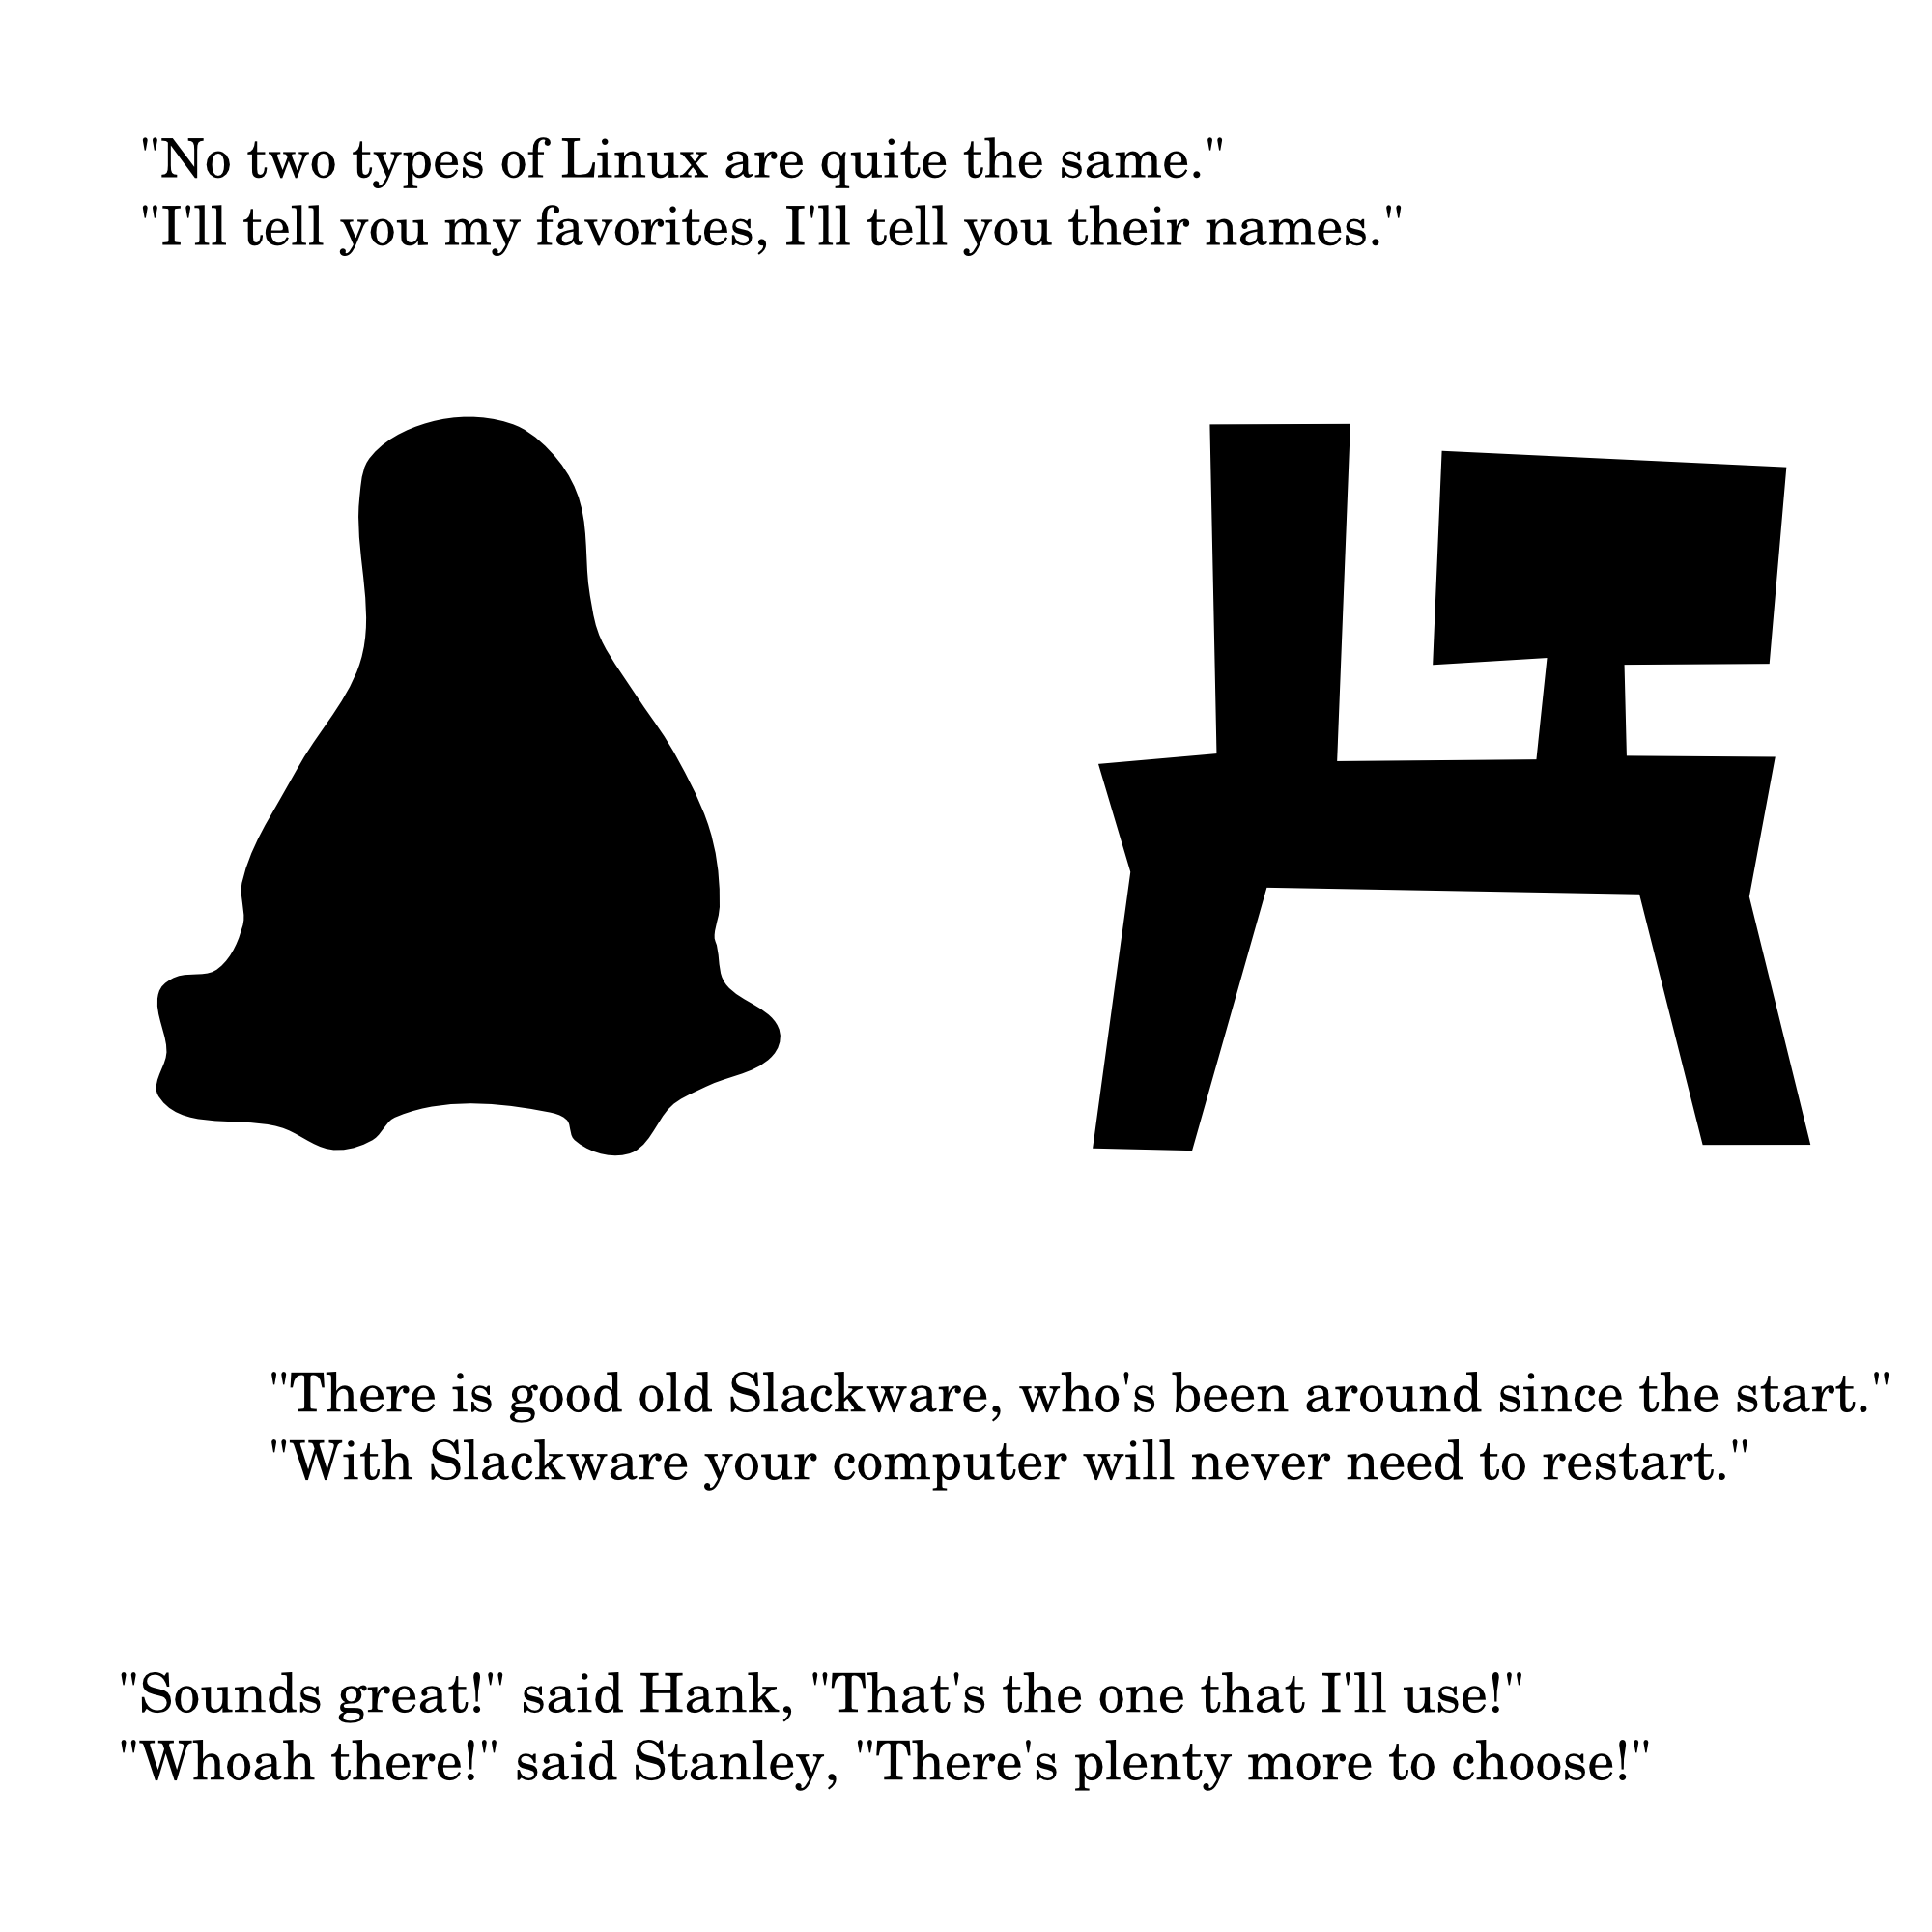 "No two types of Linux are quite the same."
"I'll tell you my favorites, I'll tell you their names."
"There is good old Slackware, who's been around since the start."
"With Slackware your computer will never need to restart."
"Sounds great!" said Hank, "That's the one that I'll use!"
"Whoah there!" said Stanley, "There's plenty more to choose!"